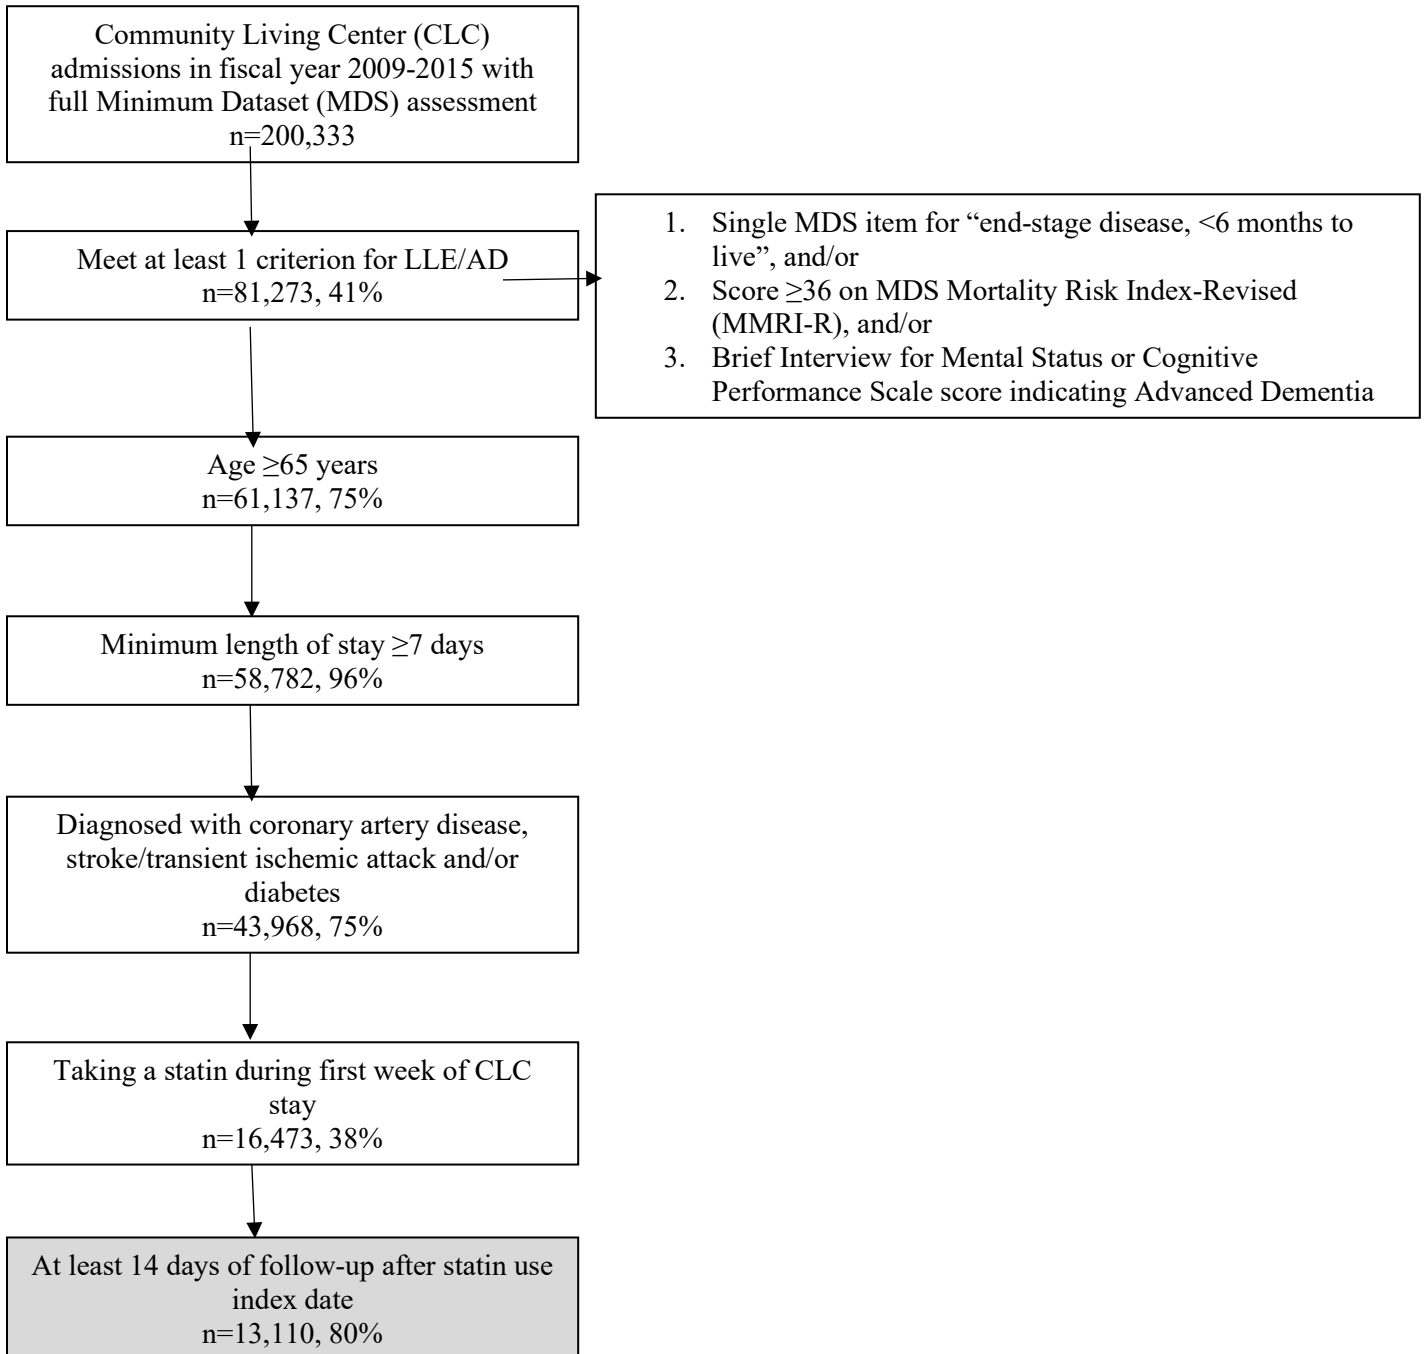 Community Living Center (CLC)
admissions in fiscal year 2009-2015 with
full Minimum Dataset (MDS) assessment
n=200,333
Meet at least 1 criterion for LLE/AD
n=81,273, 41%
1. Single MDS item for “end-stage disease, <6 months to
live”, and/or
2. Score ≥36 on MDS Mortality Risk Index-Revised
(MMRI-R), and/or
3. Brief Interview for Mental Status or Cognitive
Performance Scale score indicating Advanced Dementia
Age ≥65 years
n=61,137, 75%
Minimum length of stay ≥7 days
n=58,782, 96%
Diagnosed with coronary artery disease,
stroke/transient ischemic attack and/or
diabetes
n=43,968, 75%
Taking a statin during first week of CLC
stay
n=16,473, 38%
At least 14 days of follow-up after statin use
index date
n=13,110, 80%